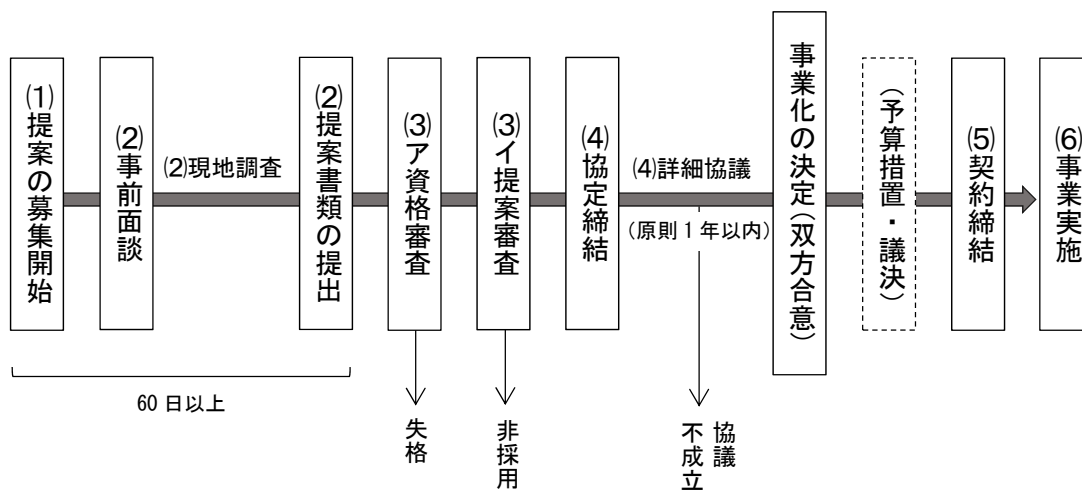 ⑴提案の募集開始
⑵事前面談
⑵現地調査
⑵提案書類の提出
⑶ア資格審査
⑶イ提案審査
⑷協定締結
⑷詳細協議
（原則１年以内）
事業化の決定（双方合意）
（予算措置・議決）
⑸契約締結
⑹事業実施
60日以上
失格
非採用
協議
不成立